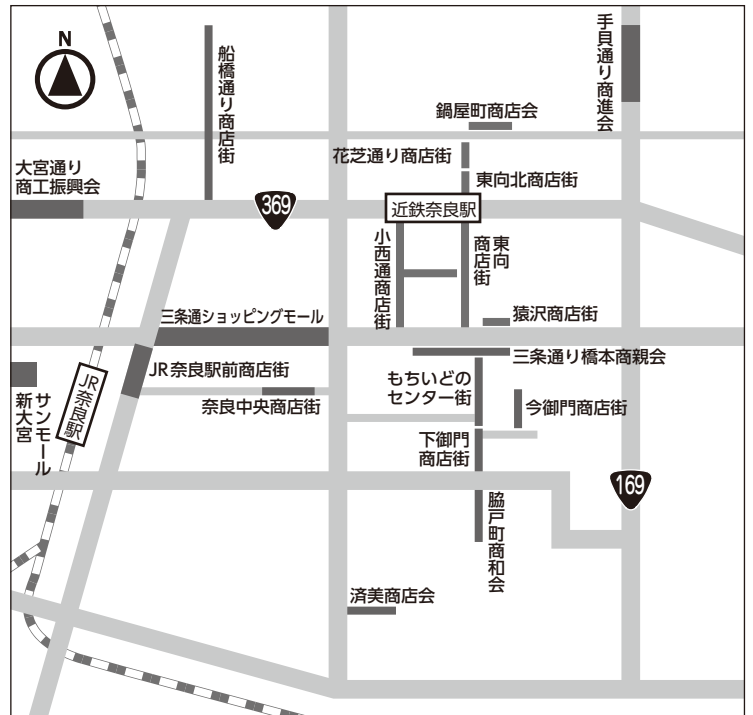 N
船橋通り商店街
手貝通り商進会
鍋屋町商店会
花芝通り商店街
大宮通り
商工振興会
東向北商店街
369
近鉄奈良駅
小西通商店街
東向
商店街
三条通ショッピングモール
猿沢商店街
三条通り橋本商親会
JR奈良駅前商店街
もちいどの
センター街
奈良中央商店街
今御門商店街
JR奈良駅
サンモール
新大宮
下御門
商店街
169
脇戸町商和会
済美商店会